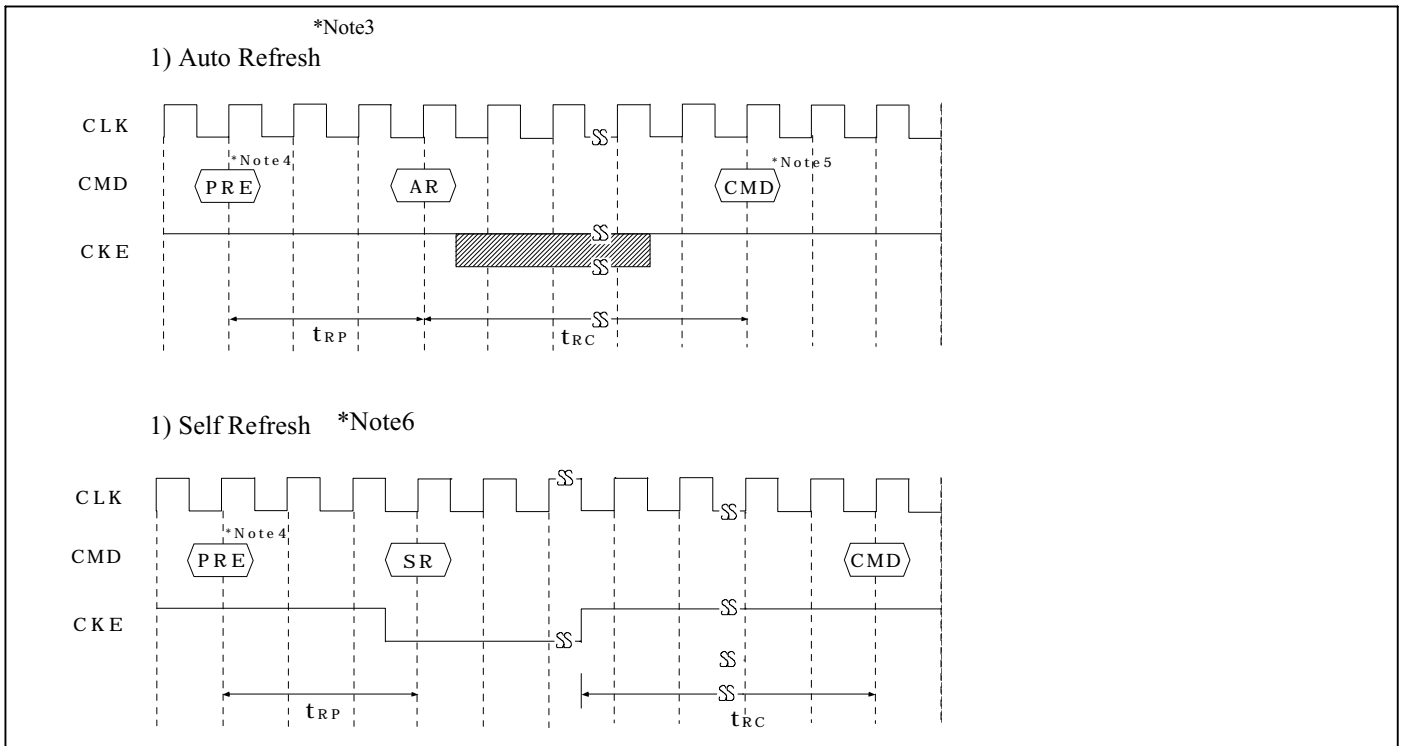 *Note3
1) Auto Refresh
CLK
*Note4
*Note5
CMD
PRE
AR
CMD
CKE
tRP
tRC
1) Self Refresh *Note6
CLK
*Note4
CMD
PRE
SR
CMD
CKE
tRP
tRC